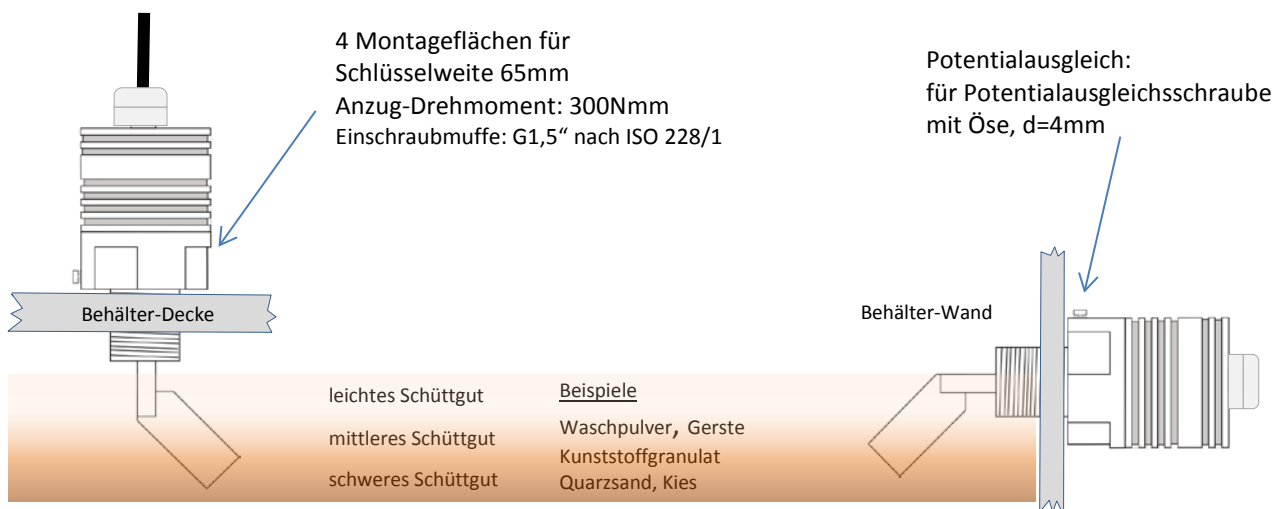 4 Montageflächen für
Schlüsselweite 65mm
Anzug-Drehmoment: 300Nmm
Einschraubmuffe: G1,5“ nach ISO 228/1
Potentialausgleich:
für Potentialausgleichsschraube
mit Öse, d=4mm
Behälter-Decke
Behälter-Wand
leichtes Schüttgut
mittleres Schüttgut
schweres Schüttgut
Beispiele
Waschpulver, Gerste
Kunststoffgranulat
Quarzsand, Kies